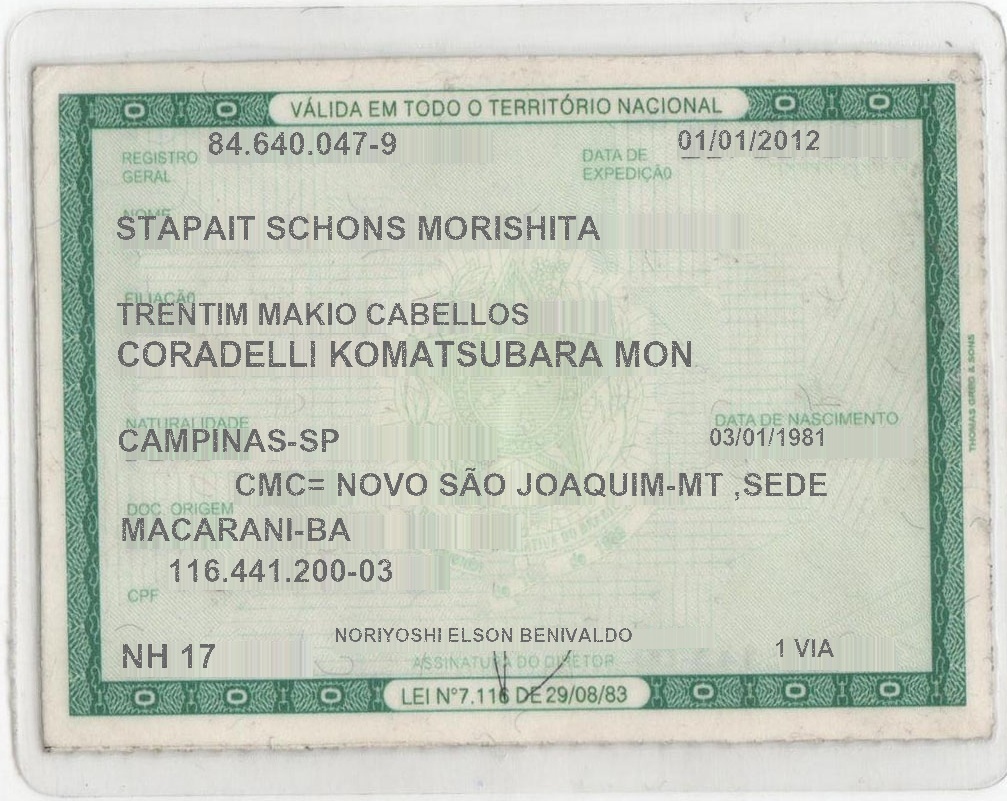 VÁLIDA EM TODO O TERRITÓRIO NACIONAL
REGISTRO GERAL 84.640.047-9 DATA DE EXPEDIÇÃO 01/01/2012
NOME
STAPAIT SCHONS MORISHITA
FILIAÇÃO
TRENTIM MAKIO CABELLOS
CORADELLI KOMATSUBARA MON
NATURALIDADE DATA DE NASCIMENTO
CAMPINAS-SP 03/01/1981
CMC= NOVO SÃO JOAQUIM-MT ,SEDE
DOC. ORIGEM
MACARANI-BA
116.441.200-03
CPF
NORIYOSHI ELSON BENIVALDO
NH 17 1 VIA
ASSINATURA DO DIRETOR
LEI N°7.116 DE 29/08/83
THOMAS GREG & SONS